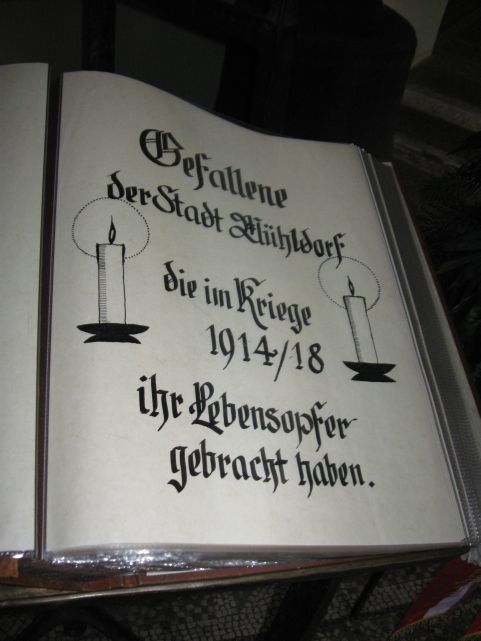 Gefallene
der Stadt Mühldorf
die im Kriege
1914/18
ihr Lebensopfer
gebracht haben.